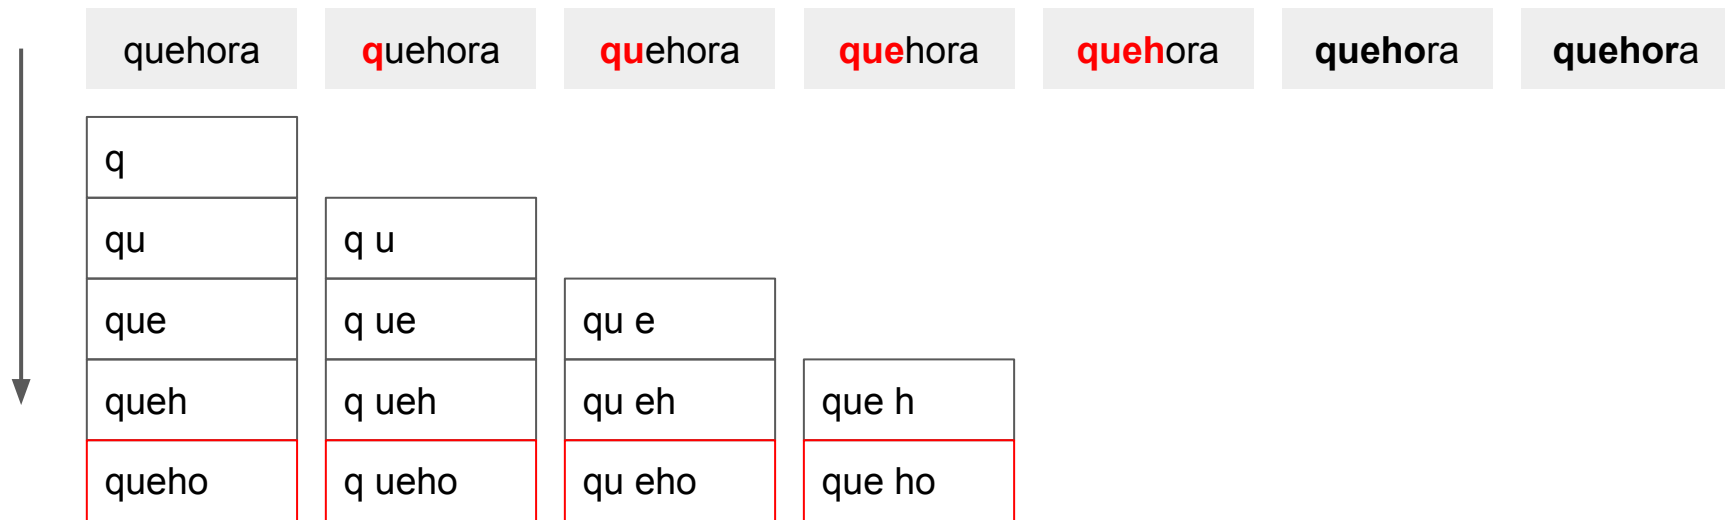 quehora quehora quehora quehora quehora quehora quehora
q
qu q u
que q ue qu e
queh q ueh qu eh que h
queho q ueho qu eho que ho